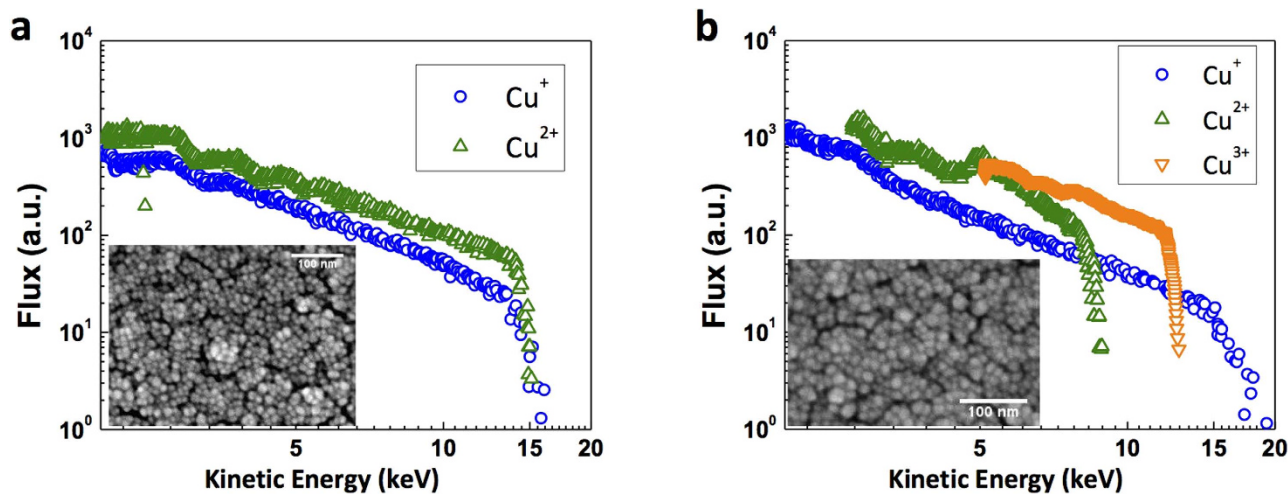 a
10⁴
10³
10²
10¹
10⁰
Flux (a.u.)
Cu⁺
Cu²⁺
100 nm
5
10
15
20
Kinetic Energy (keV)
b
10⁴
10³
10²
10¹
10⁰
Flux (a.u.)
Cu⁺
Cu²⁺
Cu³⁺
100 nm
5
10
15
20
Kinetic Energy (keV)